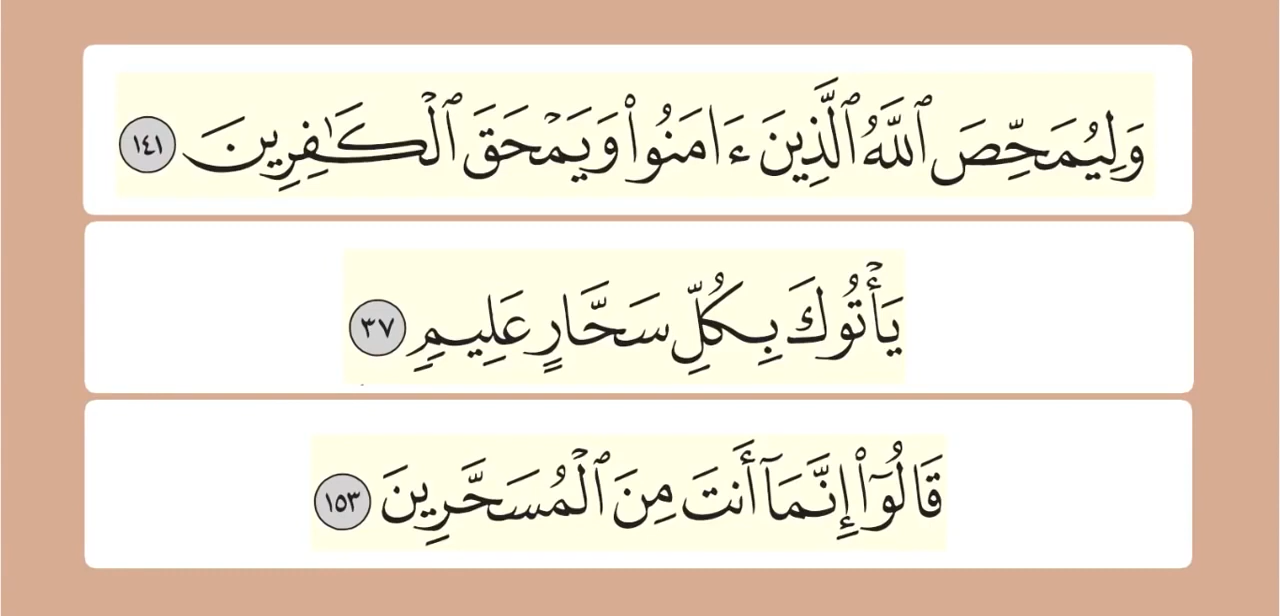 وَلِيُمَحِّصَ ٱللَّهُ ٱلَّذِينَ ءَامَنُوا۟ وَيَمْحَقَ ٱلْكَـٰفِرِينَ ١٤١
يَأْتُوكَ بِكُلِّ سَحَّارٍ عَلِيمٍ ٣٧
قَالُوٓا۟ إِنَّمَآ أَنتَ مِنَ ٱلْمُسَحَّرِينَ ١٥٣